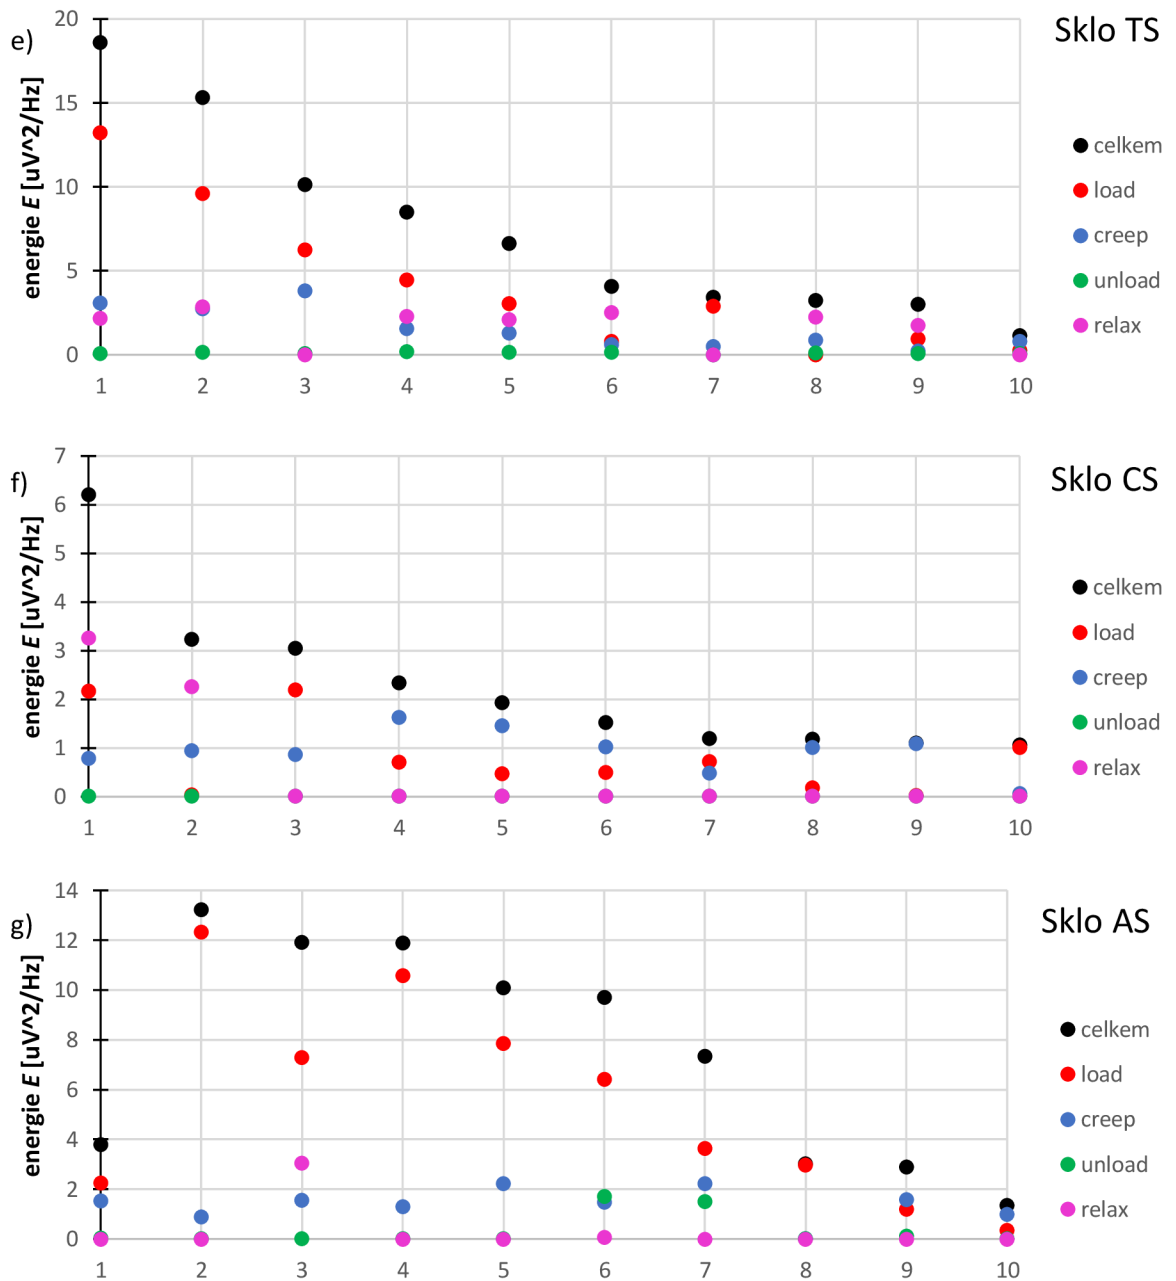 e)
Sklo TS
energie E [uV^2/Hz]
20
15
10
5
0
1 2 3 4 5 6 7 8 9 10
celkem
load
creep
unload
relax
f)
Sklo CS
energie E [uV^2/Hz]
7
6
5
4
3
2
1
0
1 2 3 4 5 6 7 8 9 10
celkem
load
creep
unload
relax
g)
Sklo AS
energie E [uV^2/Hz]
14
12
10
8
6
4
2
0
1 2 3 4 5 6 7 8 9 10
celkem
load
creep
unload
relax